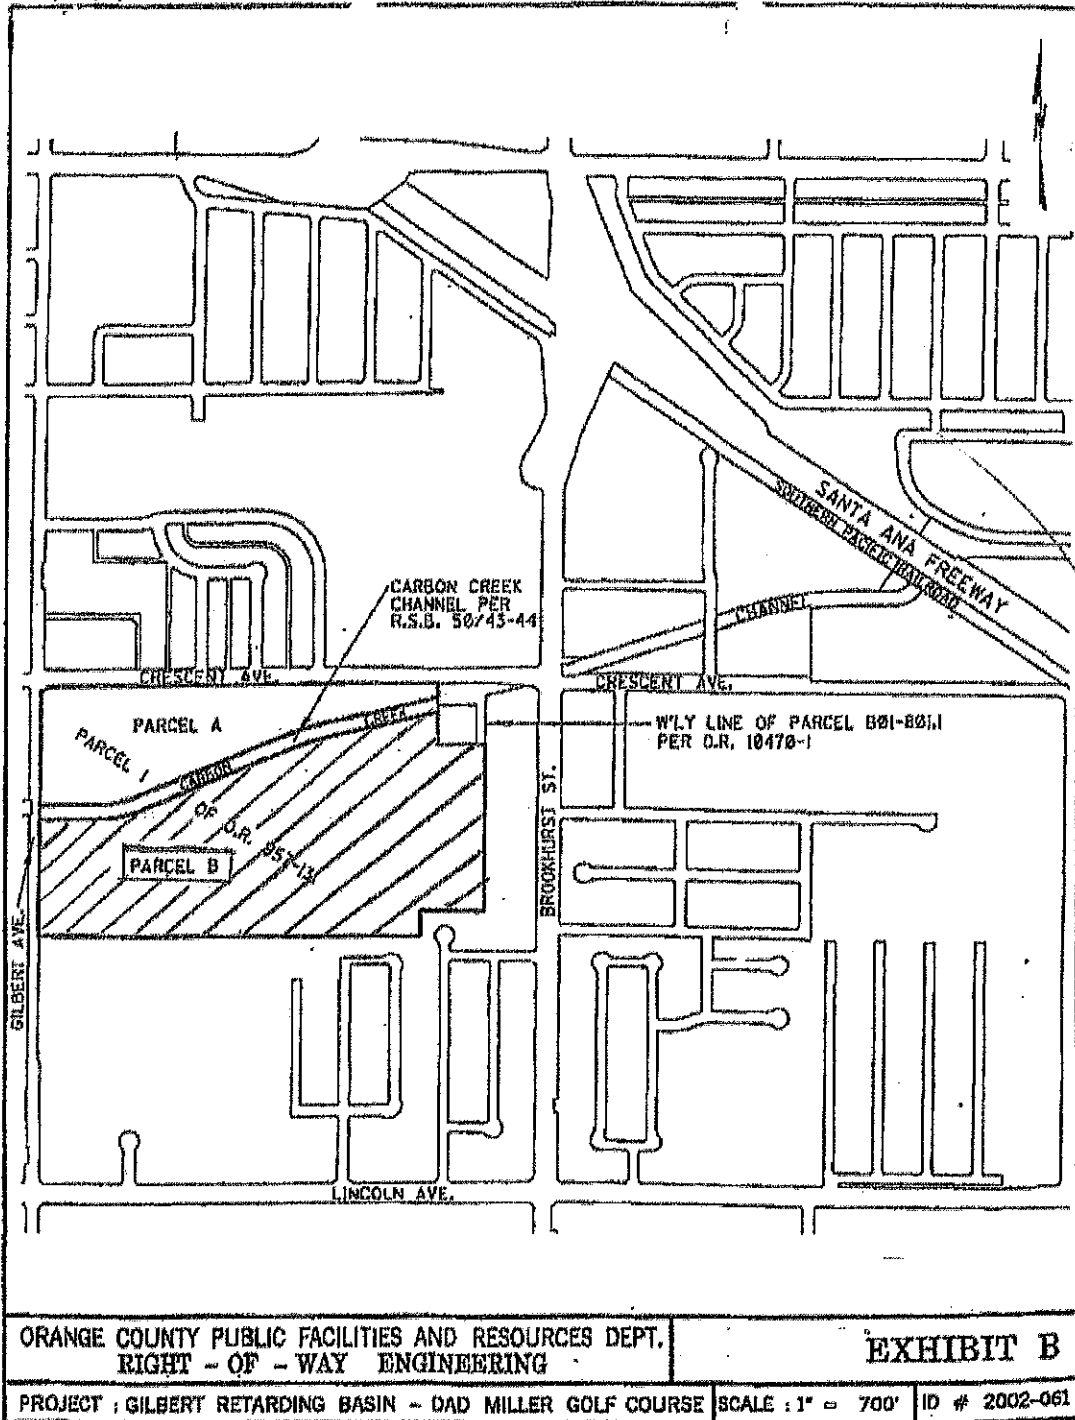 CARBON CREEK
CHANNEL PER
R.S.B. 50/43-44
SANTA ANA FREEWAY
SOUTHERN PACIFIC RAILROAD
CHANNEL
CRESCENT AVE.
CRESCENT AVE.
PARCEL A
PARCEL 1
CARBON
CREEK
OF O.R.
PARCEL B
W'LY LINE OF PARCEL
PER O.R. 10470-1
BROOKHURST ST.
GILBERT AVE.
LINCOLN AVE.
ORANGE COUNTY PUBLIC FACILITIES AND RESOURCES DEPT.
RIGHT - OF - WAY ENGINEERING
EXHIBIT B
PROJECT : GILBERT RETARDING BASIN - DAD MILLER GOLF COURSE
SCALE : 1" = 700'
ID # 2002-061